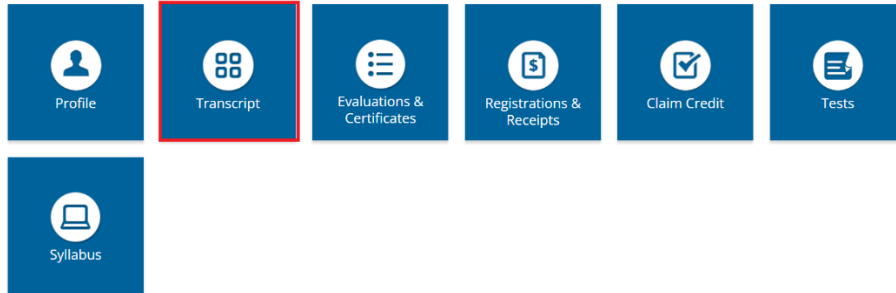 Profile
Transcript
Evaluations &
Certificates
Registrations &
Receipts
Claim Credit
Tests
Syllabus